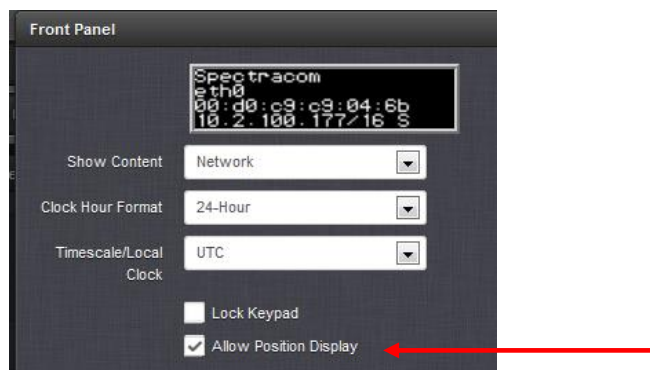 Front Panel
Spectracom
eth0
00:d0:c9:c9:04:6b
10.2.100.177/16 S
Show Content Network
Clock Hour Format 24-Hour
Timescale/Local Clock UTC
Lock Keypad
Allow Position Display